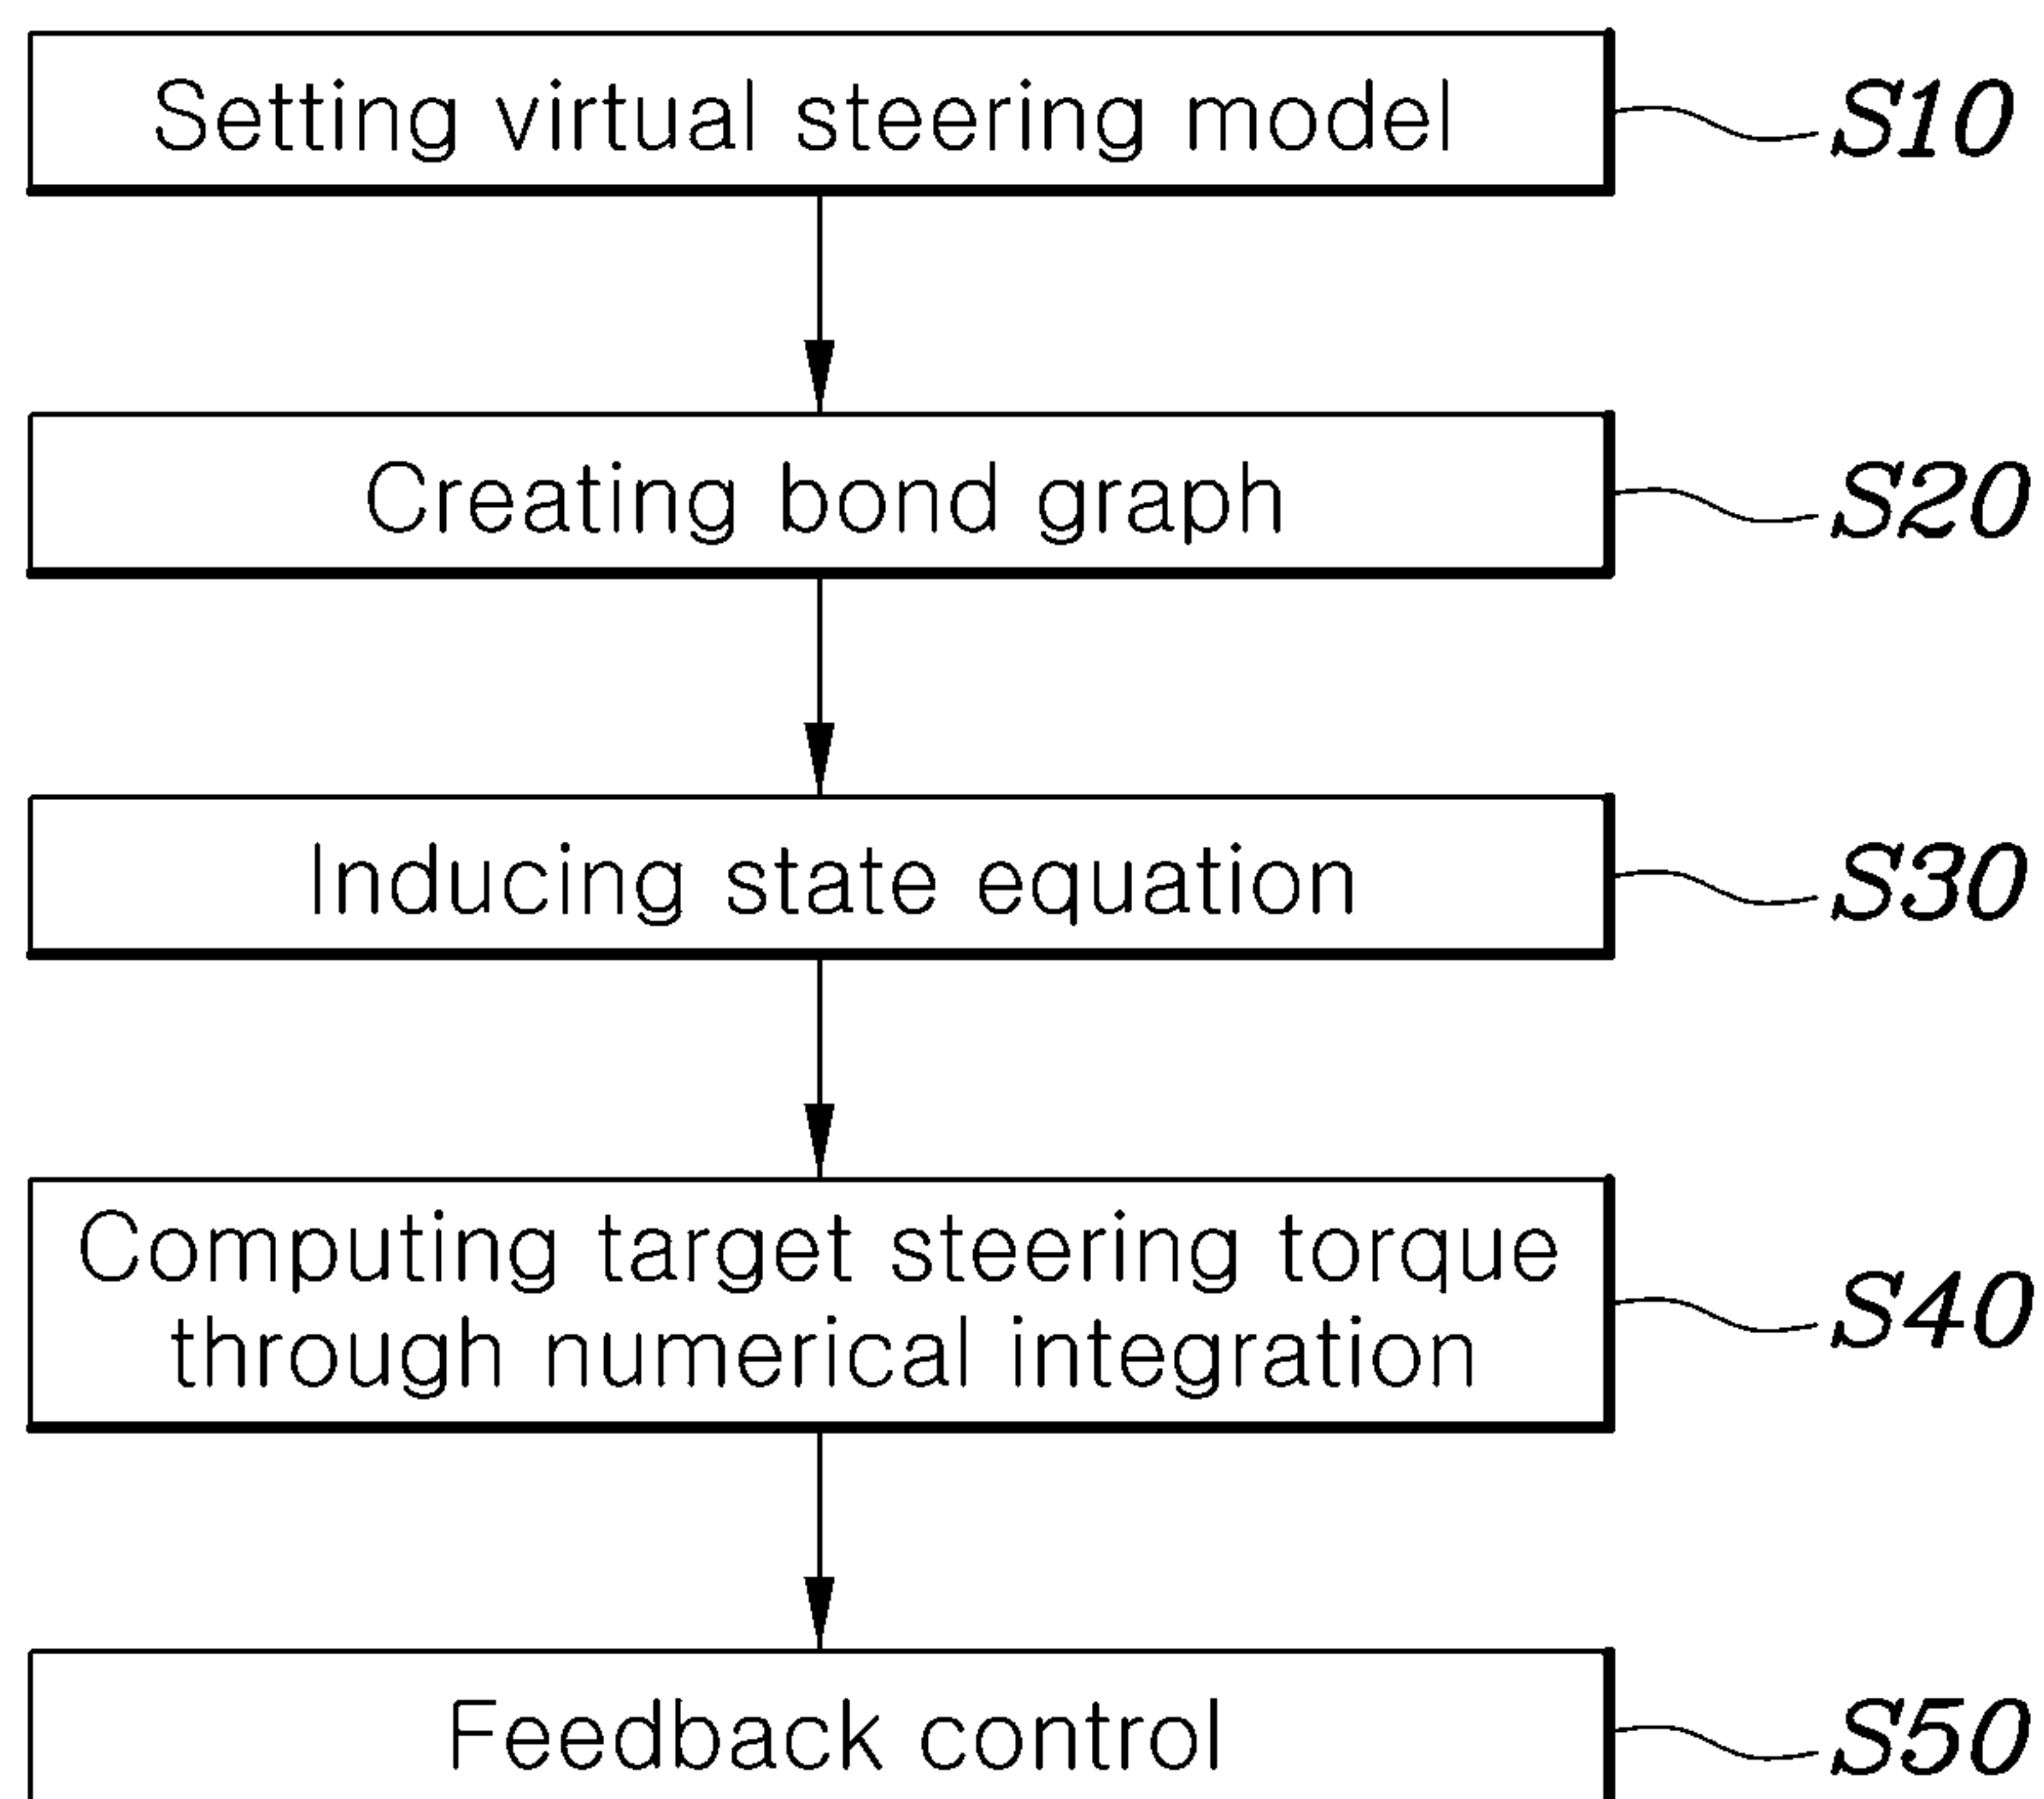 Setting virtual steering model
S10
Creating bond graph
S20
Inducing state equation
S30
Computing target steering torque
through numerical integration
S40
Feedback control
S50